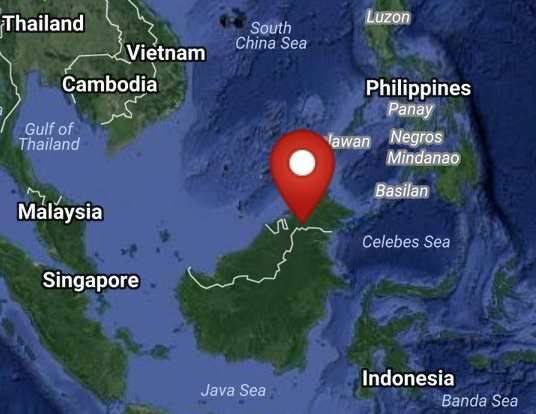 Luzon
Thailand
South
China Sea
Vietnam
Cambodia
Philippines
Panay
Gulf of
Thailand
lawan
Negros
Mindanao
Basilan
Malaysia
Celebes Sea
Singapore
Indonesia
Java Sea
Banda Sea